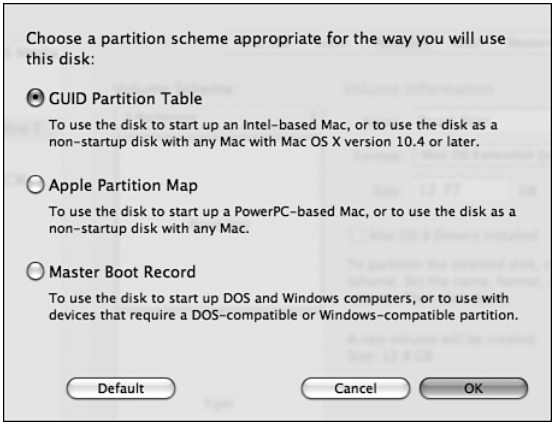 Choose a partition scheme appropriate for the way you will use
this disk:
GUID Partition Table
To use the disk to start up an Intel-based Mac, or to use the disk as a
non-startup disk with any Mac with Mac OS X version 10.4 or later.
Apple Partition Map
To use the disk to start up a PowerPC-based Mac, or to use the disk as a
non-startup disk with any Mac.
Master Boot Record
To use the disk to start up DOS and Windows computers, or to use with
devices that require a DOS-compatible or Windows-compatible partition.
Default
Cancel
OK